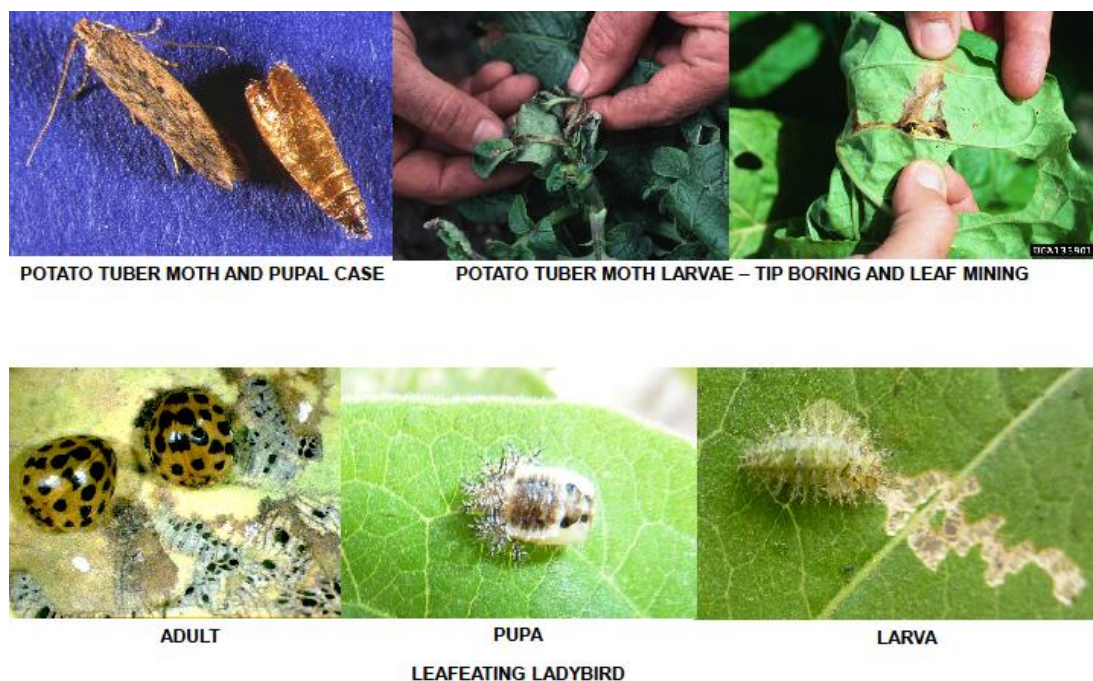 POTATO TUBER MOTH AND PUPAL CASE
POTATO TUBER MOTH LARVAE – TIP BORING AND LEAF MINING
ADULT
PUPA
LARVA
LEAFEATING LADYBIRD